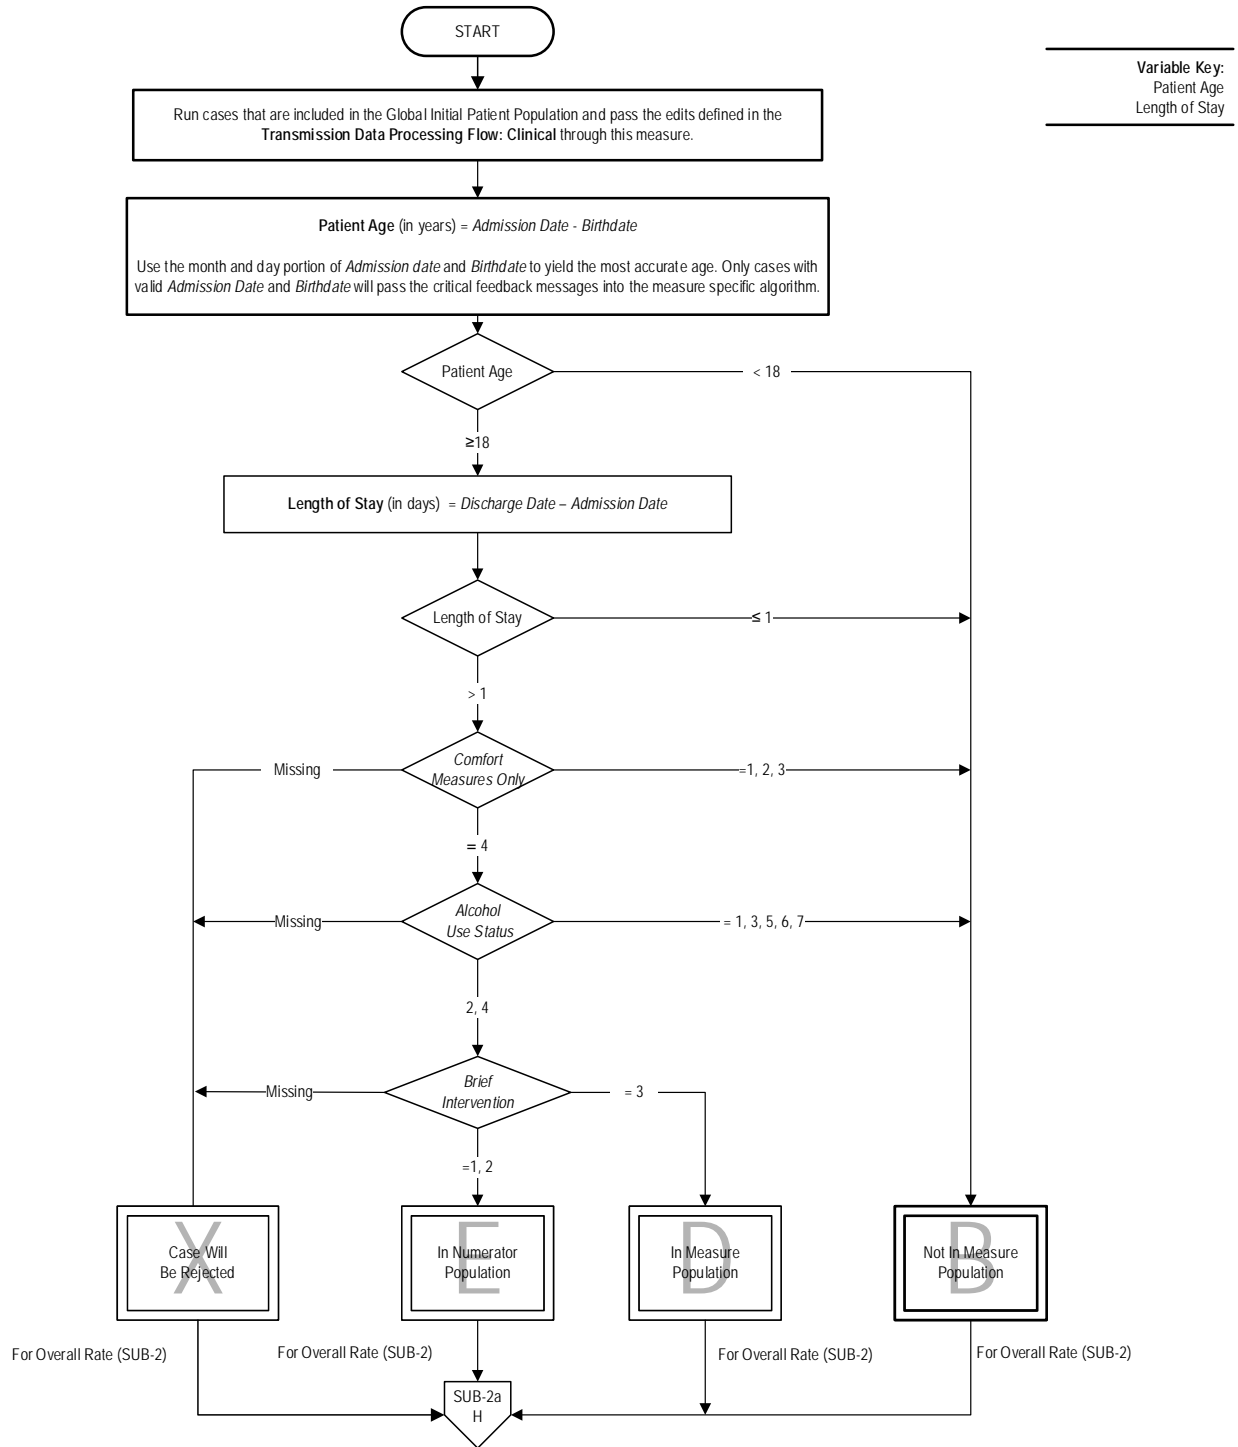 START
Variable Key:
Patient Age
Length of Stay
Run cases that are included in the Global Initial Patient Population and pass the edits defined in the
Transmission Data Processing Flow: Clinical through this measure.
Patient Age (in years) = Admission Date - Birthdate
Use the month and day portion of Admission date and Birthdate to yield the most accurate age. Only cases with
valid Admission Date and Birthdate will pass the critical feedback messages into the measure specific algorithm.
Patient Age
< 18
≥18
Length of Stay (in days) = Discharge Date – Admission Date
Length of Stay
≤ 1
> 1
Missing
Comfort
Measures Only
=1, 2, 3
= 4
Missing
Alcohol
Use Status
= 1, 3, 5, 6, 7
2, 4
Missing
Brief
Intervention
= 3
=1, 2
X
Case Will
Be Rejected
E
In Numerator
Population
D
In Measure
Population
B
Not In Measure
Population
For Overall Rate (SUB-2)
For Overall Rate (SUB-2)
For Overall Rate (SUB-2)
For Overall Rate (SUB-2)
SUB-2a
H